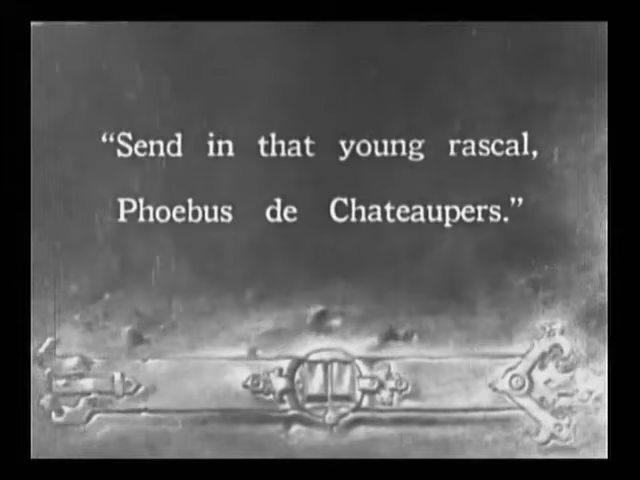 “Send in that young rascal,
Phoebus de Chateaupers.”